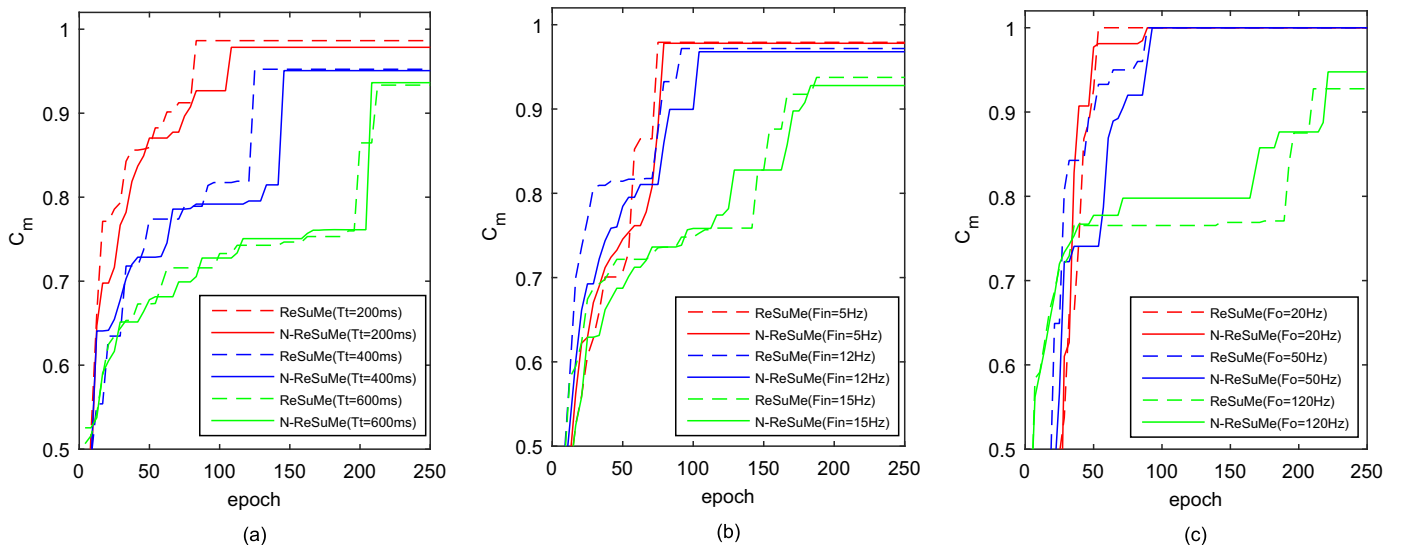 1
0.9
0.8
0.7
0.6
0.5
C_m
0 50 100 150 200 250
epoch
ReSuMe(Tt=200ms)
N-ReSuMe(Tt=200ms)
ReSuMe(Tt=400ms)
N-ReSuMe(Tt=400ms)
ReSuMe(Tt=600ms)
N-ReSuMe(Tt=600ms)
(a)
1
0.9
0.8
0.7
0.6
0.5
C_m
0 50 100 150 200 250
epoch
ReSuMe(Fin=5Hz)
N-ReSuMe(Fin=5Hz)
ReSuMe(Fin=12Hz)
N-ReSuMe(Fin=12Hz)
ReSuMe(Fin=15Hz)
N-ReSuMe(Fin=15Hz)
(b)
1
0.9
0.8
0.7
0.6
0.5
C_m
0 50 100 150 200 250
epoch
ReSuMe(Fo=20Hz)
N-ReSuMe(Fo=20Hz)
ReSuMe(Fo=50Hz)
N-ReSuMe(Fo=50Hz)
ReSuMe(Fo=120Hz)
N-ReSuMe(Fo=120Hz)
(c)